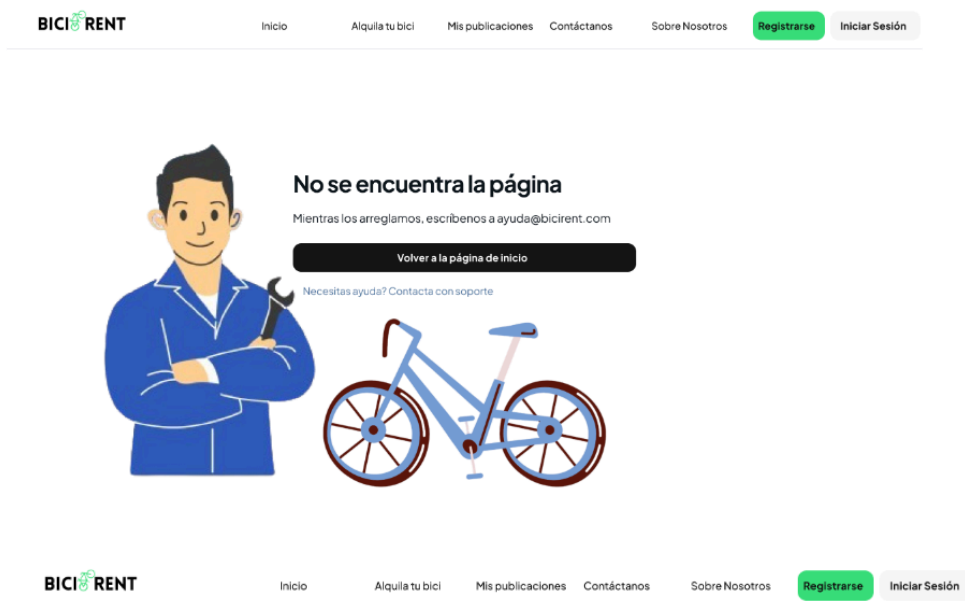 BICI RENT
Inicio Alquila tu bici Mis publicaciones Contáctanos Sobre Nosotros Registrarse Iniciar Sesión
No se encuentra la página
Mientras los arreglamos, escríbenos a ayuda@bicirent.com
Volver a la página de inicio
Necesitas ayuda? Contacta con soporte
BICI RENT
Inicio Alquila tu bici Mis publicaciones Contáctanos Sobre Nosotros Registrarse Iniciar Sesión